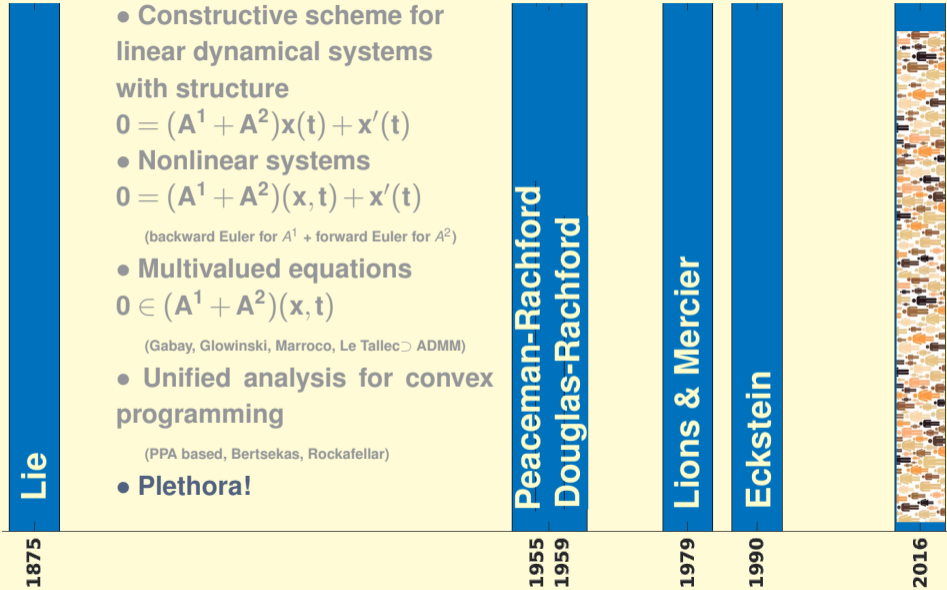 • Constructive scheme for
linear dynamical systems
with structure
0 = (A¹ + A²)x(t) + x′(t)
• Nonlinear systems
0 = (A¹ + A²)(x, t) + x′(t)
(backward Euler for A¹ + forward Euler for A²)
• Multivalued equations
0 ∈ (A¹ + A²)(x, t)
(Gabay, Glowinski, Marroco, Le Tallec⊃ ADMM)
• Unified analysis for convex
programming
(PPA based, Bertsekas, Rockafellar)
• Plethora!
Lie
Peaceman-Rachford
Douglas-Rachford
Lions & Mercier
Eckstein
1875
1955
1959
1979
1990
2016